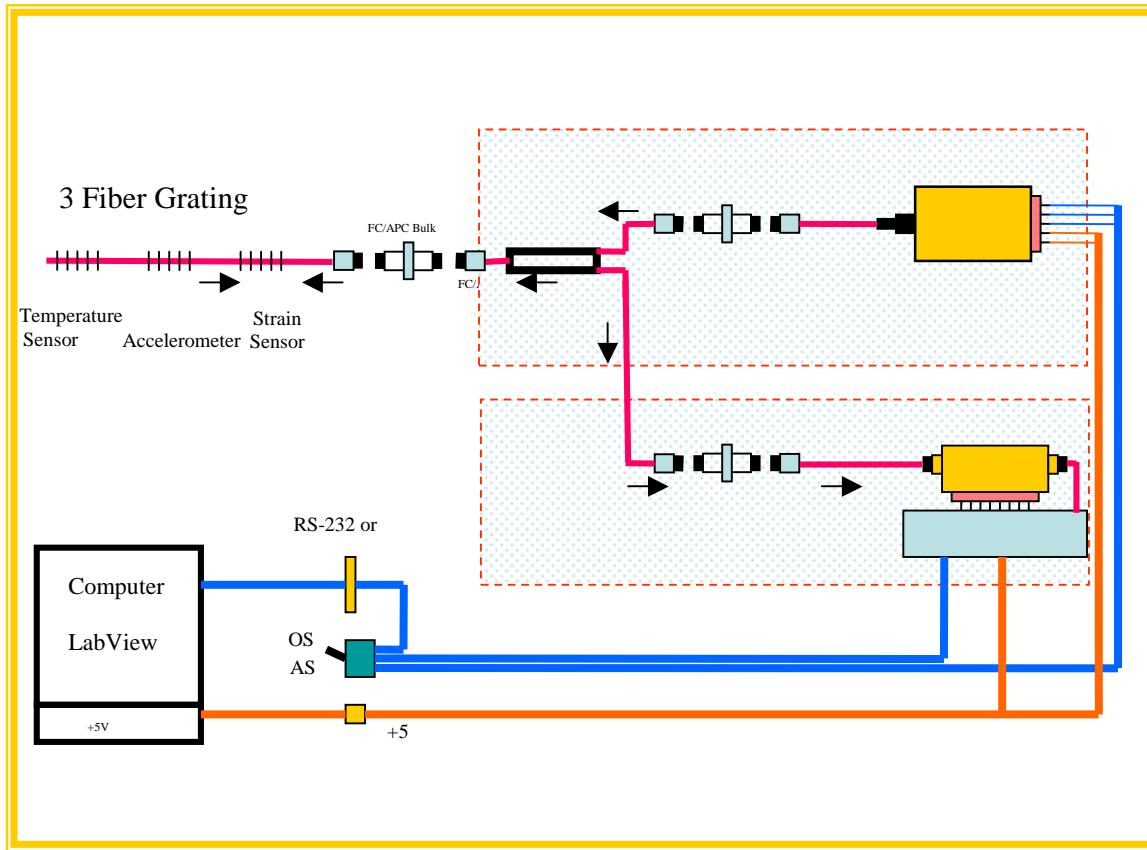 3 Fiber Grating
FC/APC Bulk
FC/
Temperature
Sensor
Accelerometer
Strain
Sensor
RS-232 or
Computer
LabView
OS
AS
+5V
+5